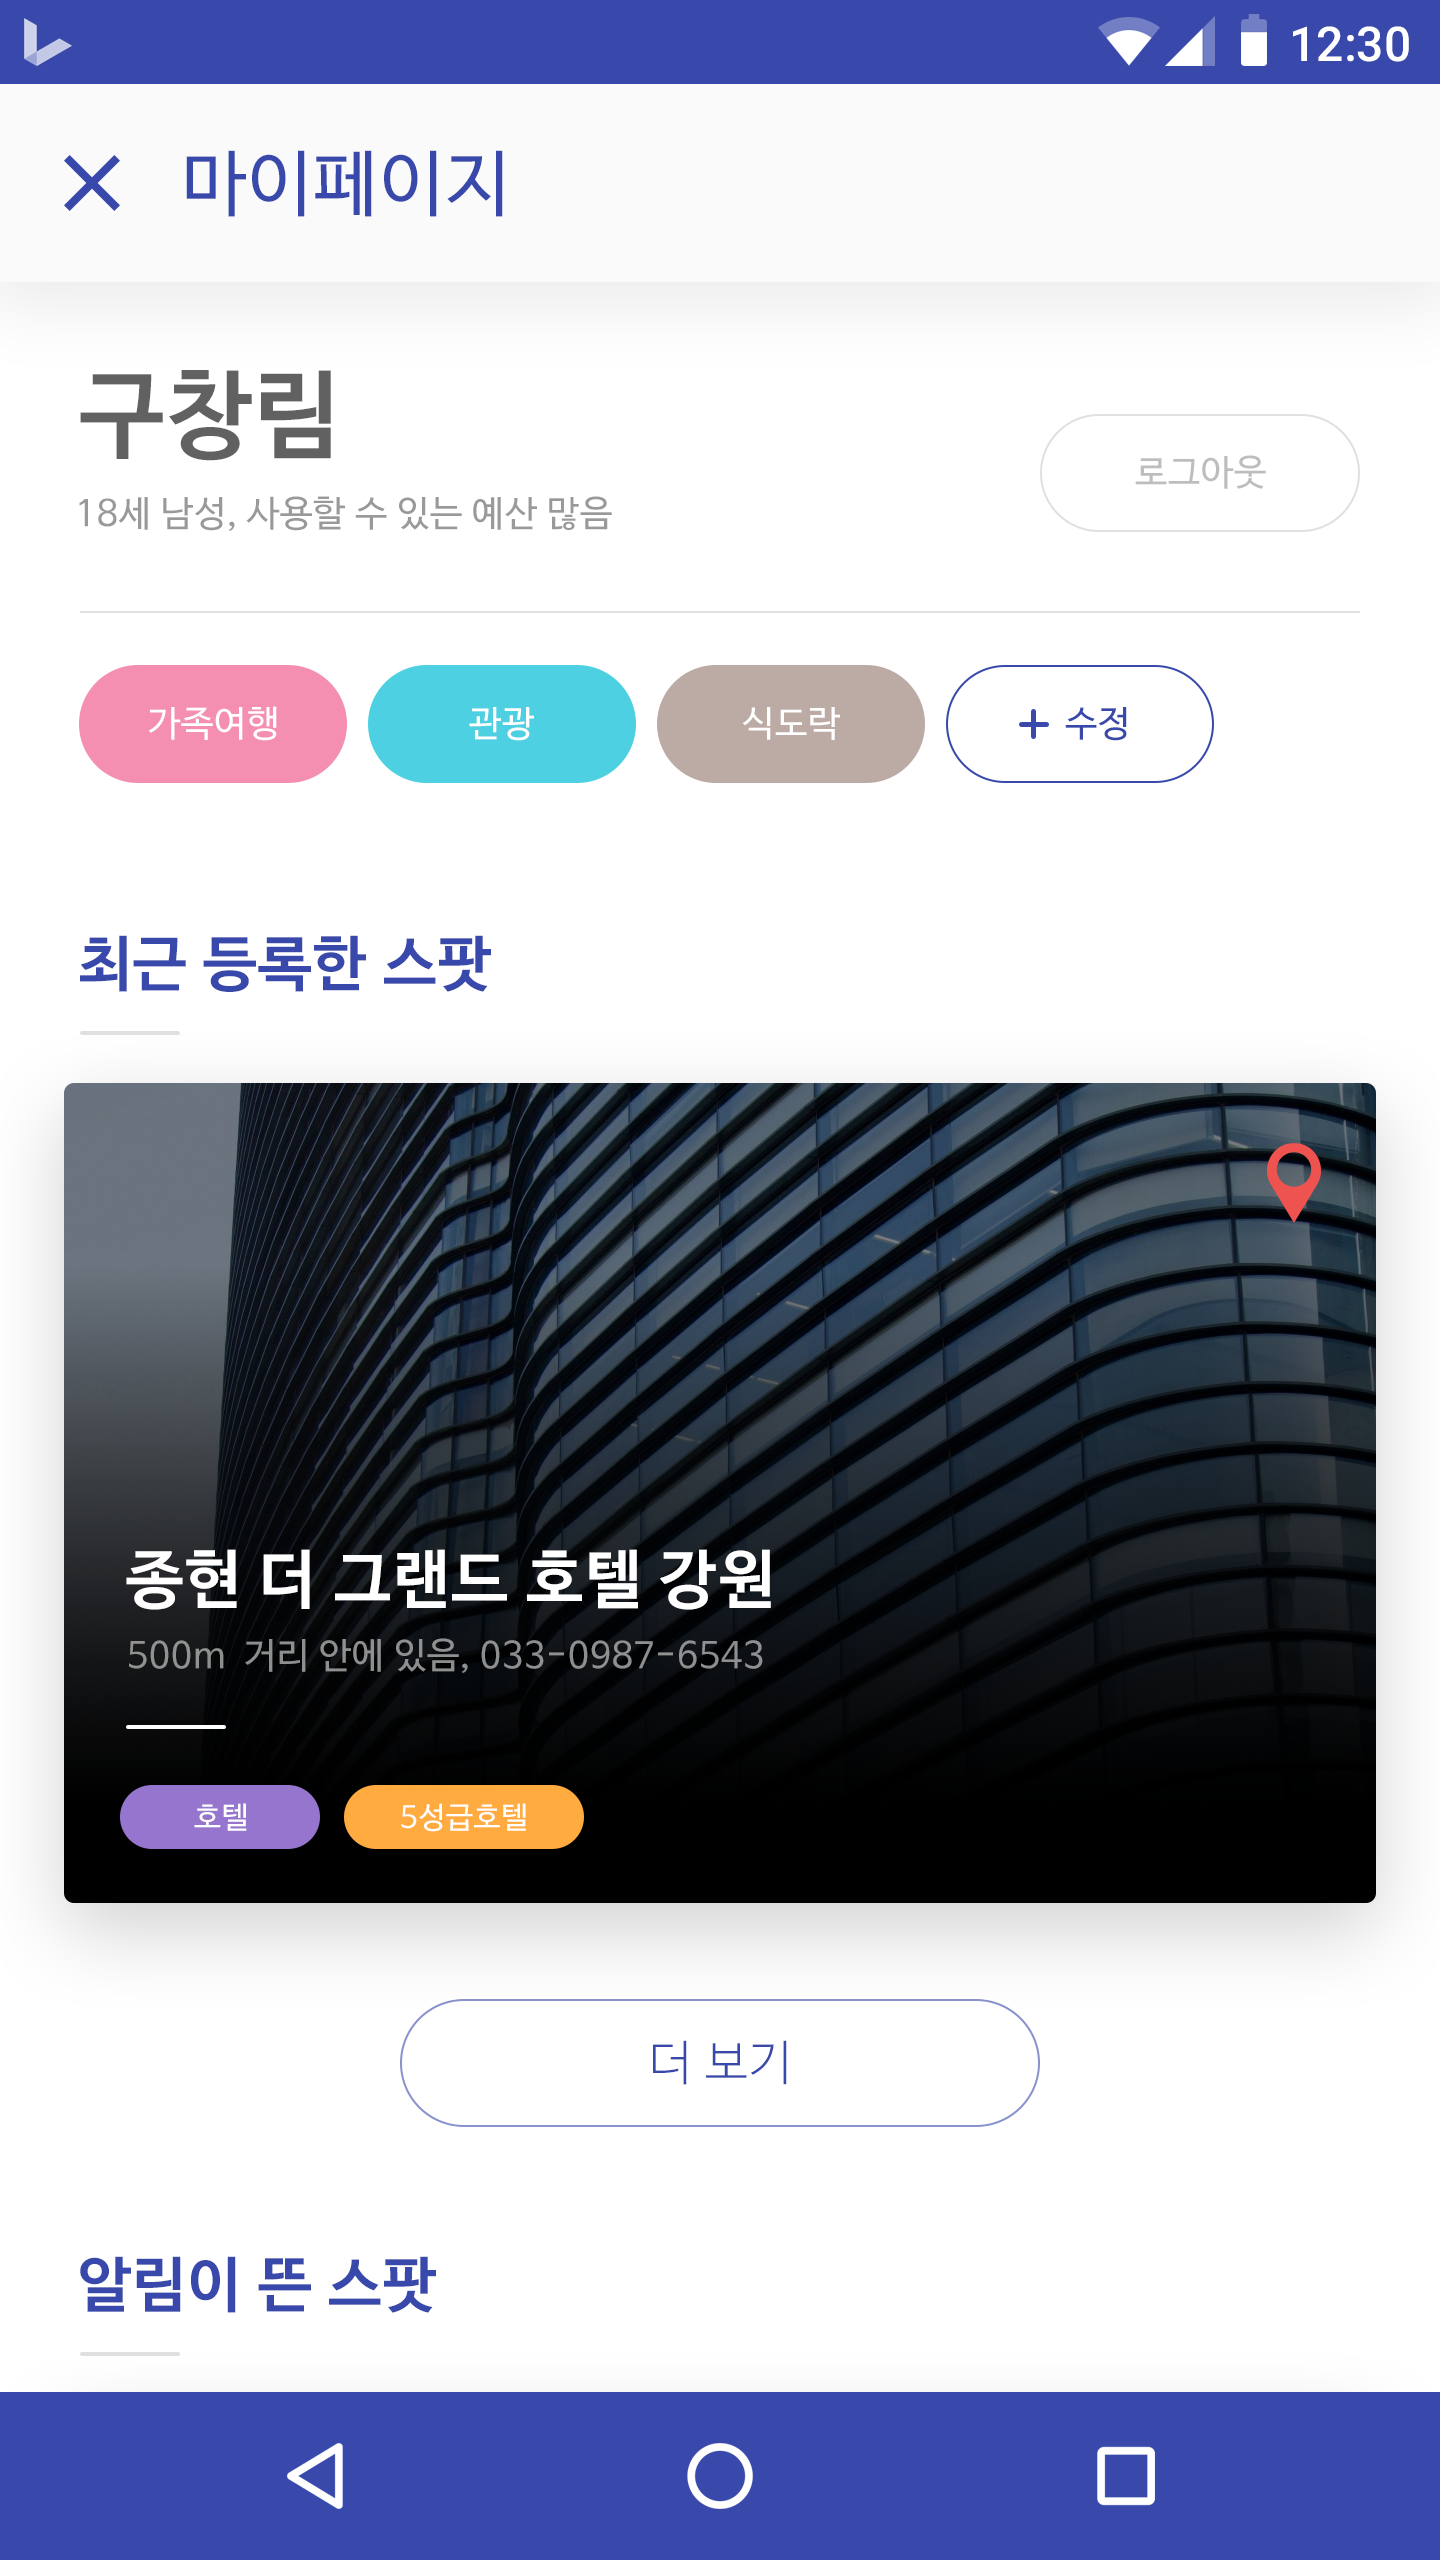 12:30
마이페이지
구창림
18세 남성, 사용할 수 있는 예산 많음
로그아웃
가족여행 관광 식도락 + 수정
최근 등록한 스팟
종현 더 그랜드 호텔 강원
500m 거리 안에 있음, 033-0987-6543
호텔 5성급호텔
더 보기
알림이 뜬 스팟